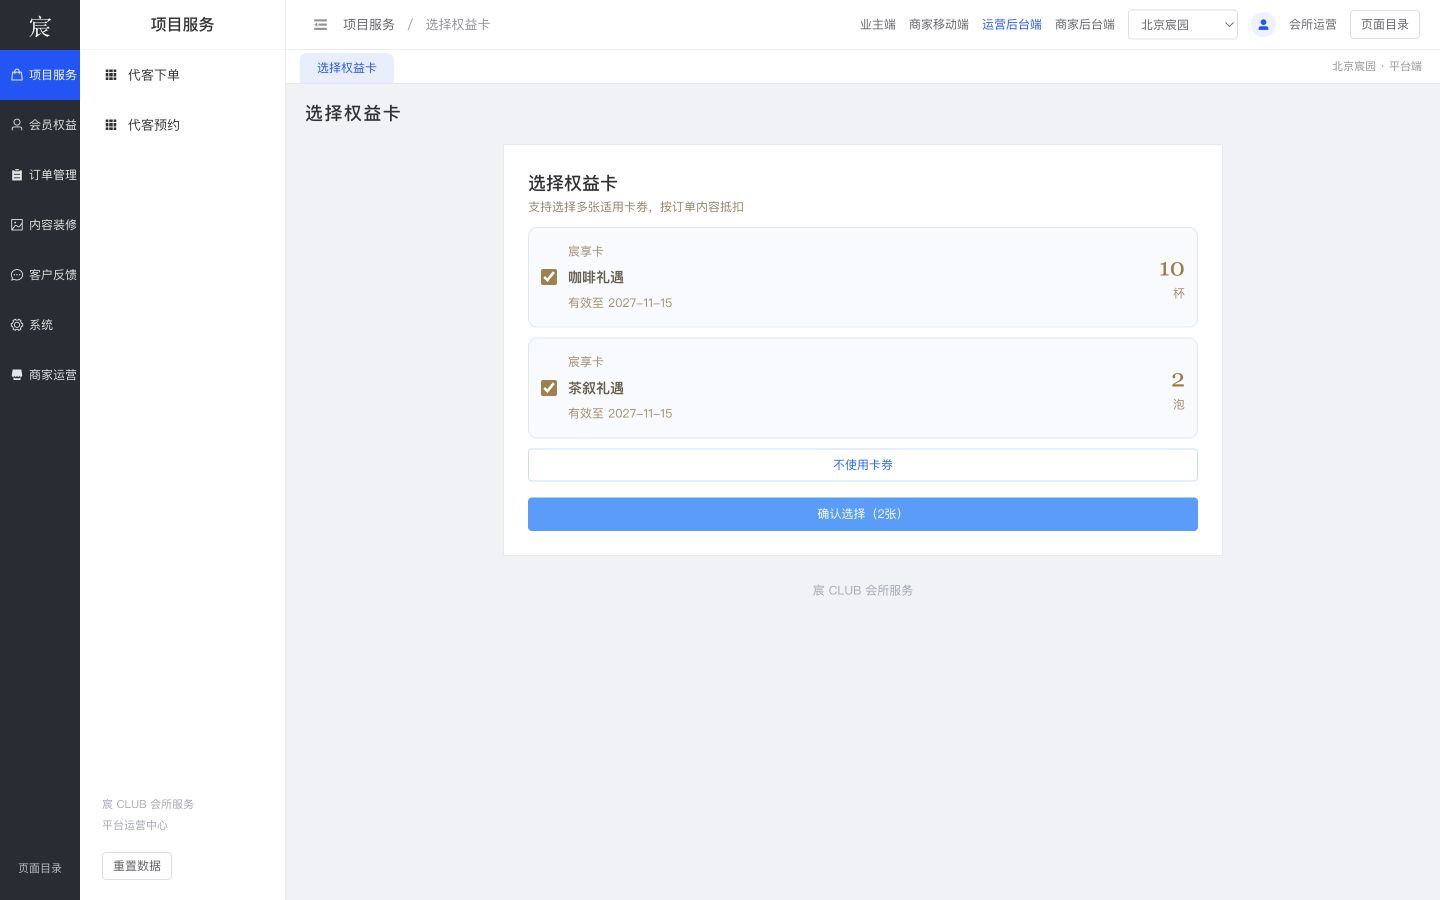 宸
项目服务
会员权益
订单管理
内容装修
客户反馈
系统
商家运营
页面目录
项目服务
代客下单
代客预约
宸 CLUB 会所服务
平台运营中心
重置数据
项目服务 / 选择权益卡
业主端 商家移动端 运营后台端 商家后台端 北京宸园 会所运营 页面目录
选择权益卡
北京宸园 · 平台端
选择权益卡
选择权益卡
支持选择多张适用卡券，按订单内容抵扣
宸享卡
咖啡礼遇
有效至 2027-11-15
10
杯
宸享卡
茶叙礼遇
有效至 2027-11-15
2
泡
不使用卡券
确认选择（2张）
宸 CLUB 会所服务